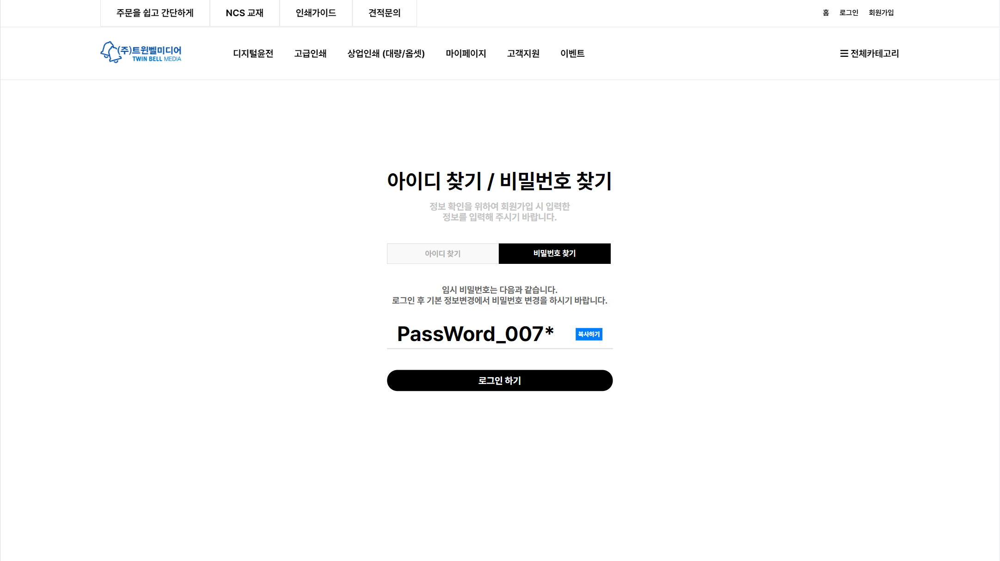 주문을 쉽고 간단하게
NCS 교재
인쇄가이드
견적문의
홈
로그인
회원가입
(주)트윈벨미디어
TWIN BELL MEDIA
디지털윤전
고급인쇄
상업인쇄 (대량/옵셋)
마이페이지
고객지원
이벤트
전체카테고리
아이디 찾기 / 비밀번호 찾기
정보 확인을 위하여 회원가입 시 입력한
정보를 입력해 주시기 바랍니다.
아이디 찾기
비밀번호 찾기
임시 비밀번호는 다음과 같습니다.
로그인 후 기본 정보변경에서 비밀번호 변경을 하시기 바랍니다.
PassWord_007*
복사하기
로그인 하기